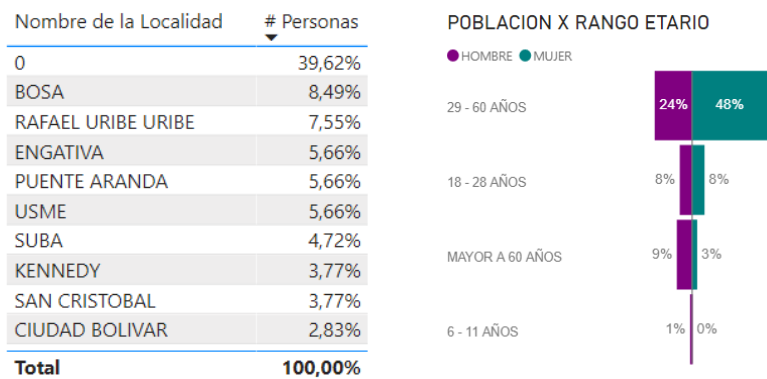 Nombre de la Localidad # Personas
0 39,62%
BOSA 8,49%
RAFAEL URIBE URIBE 7,55%
ENGATIVA 5,66%
PUENTE ARANDA 5,66%
USME 5,66%
SUBA 4,72%
KENNEDY 3,77%
SAN CRISTOBAL 3,77%
CIUDAD BOLIVAR 2,83%
Total 100,00%
POBLACION X RANGO ETARIO
HOMBRE MUJER
29 - 60 AÑOS 24% 48%
18 - 28 AÑOS 8% 8%
MAYOR A 60 AÑOS 9% 3%
6 - 11 AÑOS 1% 0%